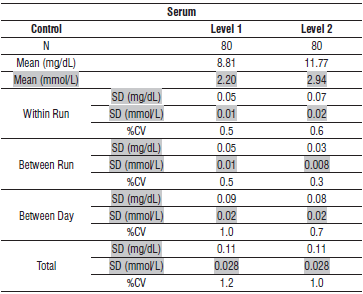 Serum
Control Level 1 Level 2
N 80 80
Mean (mg/dL) 8.81 11.77
Mean (mmol/L) 2.20 2.94
Within Run SD (mg/dL) 0.05 0.07
SD (mmol/L) 0.01 0.02
%CV 0.5 0.6
Between Run SD (mg/dL) 0.05 0.03
SD (mmol/L) 0.01 0.008
%CV 0.5 0.3
Between Day SD (mg/dL) 0.09 0.08
SD (mmol/L) 0.02 0.02
%CV 1.0 0.7
Total SD (mg/dL) 0.11 0.11
SD (mmol/L) 0.028 0.028
%CV 1.2 1.0